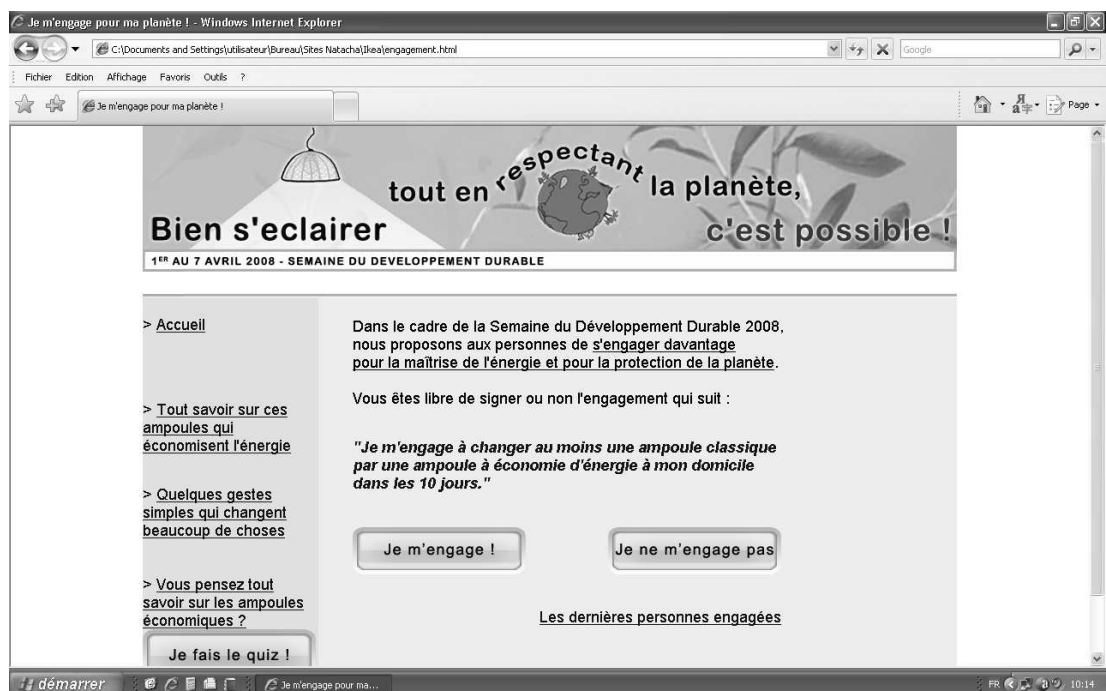 Je m'engage pour ma planète ! - Windows Internet Explorer
C:\Documents and Settings\utilisateur\Bureau\Sites Natacha\Ikea\engagement.html
Google
Fichier Edition Affichage Favoris Outils ?
Je m'engage pour ma planète !
Page
tout en respectant la planète,
Bien s'eclairer
c'est possible !
1ER AU 7 AVRIL 2008 - SEMAINE DU DEVELOPPEMENT DURABLE
> Accueil
> Tout savoir sur ces
ampoules qui
économisent l'énergie
> Quelques gestes
simples qui changent
beaucoup de choses
> Vous pensez tout
savoir sur les ampoules
économiques ?
Je fais le quiz !
Dans le cadre de la Semaine du Développement Durable 2008,
nous proposons aux personnes de s'engager davantage
pour la maîtrise de l'énergie et pour la protection de la planète.
Vous êtes libre de signer ou non l'engagement qui suit :
"Je m'engage à changer au moins une ampoule classique
par une ampoule à économie d'énergie à mon domicile
dans les 10 jours."
Je m'engage !
Je ne m'engage pas
Les dernières personnes engagées
démarrer
Je m'engage pour ma...
FR
10:14